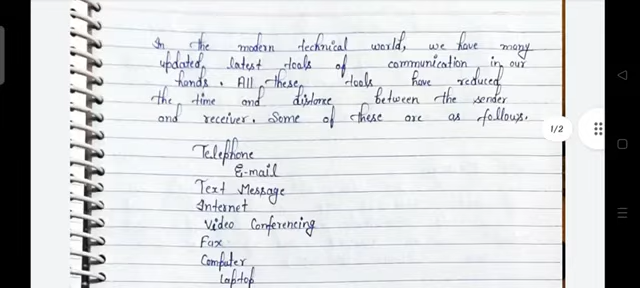 In the modern technical world, we have many
updated, latest tools of communication in our
hands. All these tools have reduced
the time and distance between the sender
and receiver. Some of these are as follows.
1/2
Telephone
E-mail
Text Message
Internet
Video Conferencing
Fax
Computer
Laptop